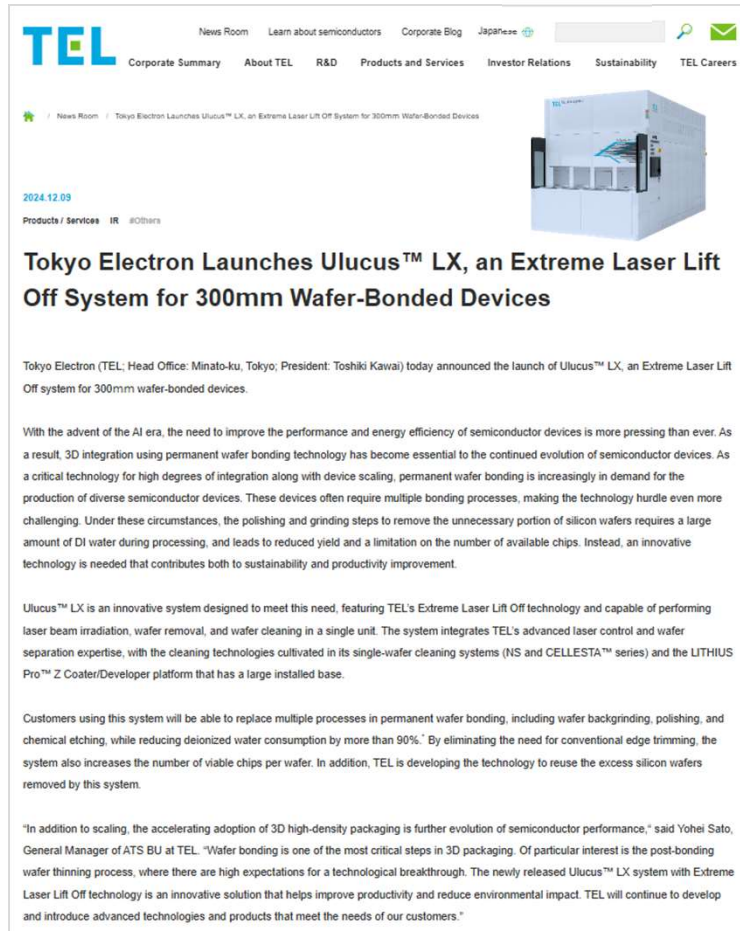 TEL
News Room Learn about semiconductors Corporate Blog Japanese
Corporate Summary About TEL R&D Products and Services Investor Relations Sustainability TEL Careers
/ News Room / Tokyo Electron Launches Ulucus™ LX, an Extreme Laser Lift Off System for 300mm Wafer-Bonded Devices
TEL
2024.12.09
Products / Services IR #Others
Tokyo Electron Launches Ulucus™ LX, an Extreme Laser Lift
Off System for 300mm Wafer-Bonded Devices
Tokyo Electron (TEL; Head Office: Minato-ku, Tokyo; President: Toshiki Kawai) today announced the launch of Ulucus™ LX, an Extreme Laser Lift
Off system for 300mm wafer-bonded devices.
With the advent of the AI era, the need to improve the performance and energy efficiency of semiconductor devices is more pressing than ever. As
a result, 3D integration using permanent wafer bonding technology has become essential to the continued evolution of semiconductor devices. As
a critical technology for high degrees of integration along with device scaling, permanent wafer bonding is increasingly in demand for the
production of diverse semiconductor devices. These devices often require multiple bonding processes, making the technology hurdle even more
challenging. Under these circumstances, the polishing and grinding steps to remove the unnecessary portion of silicon wafers requires a large
amount of DI water during processing, and leads to reduced yield and a limitation on the number of available chips. Instead, an innovative
technology is needed that contributes both to sustainability and productivity improvement.
Ulucus™ LX is an innovative system designed to meet this need, featuring TEL's Extreme Laser Lift Off technology and capable of performing
laser beam irradiation, wafer removal, and wafer cleaning in a single unit. The system integrates TEL's advanced laser control and wafer
separation expertise, with the cleaning technologies cultivated in its single-wafer cleaning systems (NS and CELLESTA™ series) and the LITHIUS
Pro™ Z Coater/Developer platform that has a large installed base.
Customers using this system will be able to replace multiple processes in permanent wafer bonding, including wafer backgrinding, polishing, and
chemical etching, while reducing deionized water consumption by more than 90%.* By eliminating the need for conventional edge trimming, the
system also increases the number of viable chips per wafer. In addition, TEL is developing the technology to reuse the excess silicon wafers
removed by this system.
"In addition to scaling, the accelerating adoption of 3D high-density packaging is further evolution of semiconductor performance," said Yohei Sato,
General Manager of ATS BU at TEL. "Wafer bonding is one of the most critical steps in 3D packaging. Of particular interest is the post-bonding
wafer thinning process, where there are high expectations for a technological breakthrough. The newly released Ulucus™ LX system with Extreme
Laser Lift Off technology is an innovative solution that helps improve productivity and reduce environmental impact. TEL will continue to develop
and introduce advanced technologies and products that meet the needs of our customers."